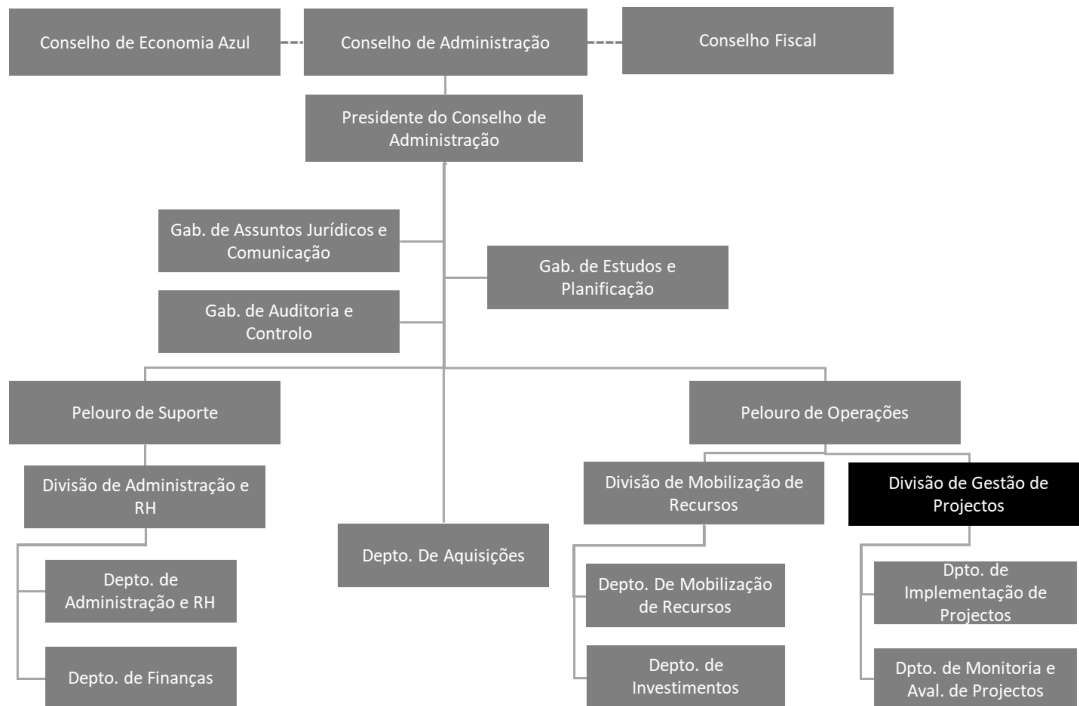 Conselho de Economia Azul
Conselho de Administração
Conselho Fiscal
Presidente do Conselho de
Administração
Gab. de Assuntos Jurídicos e
Comunicação
Gab. de Estudos e
Planificação
Gab. de Auditoria e
Controlo
Pelouro de Suporte
Pelouro de Operações
Divisão de Administração e
RH
Divisão de Mobilização de
Recursos
Divisão de Gestão de
Projectos
Depto. De Aquisições
Depto. de
Administração e RH
Depto. De Mobilização
de Recursos
Dpto. de
Implementação de
Projectos
Depto. de Finanças
Depto. de
Investimentos
Dpto. de Monitoria e
Aval. de Projectos